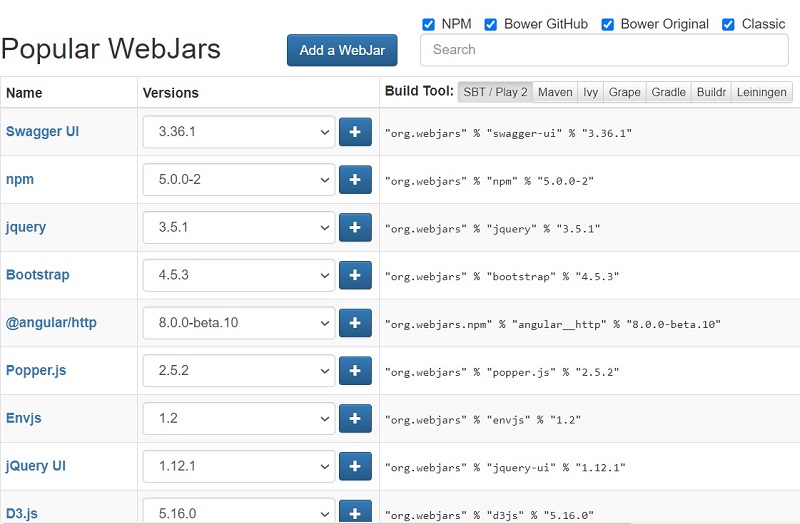 NPM Bower GitHub Bower Original Classic
Popular WebJars Add a WebJar Search
Name Versions Build Tool: SBT / Play 2 Maven Ivy Grape Gradle Buildr Leiningen
Swagger UI 3.36.1 "org.webjars" % "swagger-ui" % "3.36.1"
npm 5.0.0-2 "org.webjars" % "npm" % "5.0.0-2"
jquery 3.5.1 "org.webjars" % "jquery" % "3.5.1"
Bootstrap 4.5.3 "org.webjars" % "bootstrap" % "4.5.3"
@angular/http 8.0.0-beta.10 "org.webjars.npm" % "angular__http" % "8.0.0-beta.10"
Popper.js 2.5.2 "org.webjars" % "popper.js" % "2.5.2"
Envjs 1.2 "org.webjars" % "envjs" % "1.2"
jQuery UI 1.12.1 "org.webjars" % "jquery-ui" % "1.12.1"
D3.js 5.16.0 "org.webjars" % "d3js" % "5.16.0"